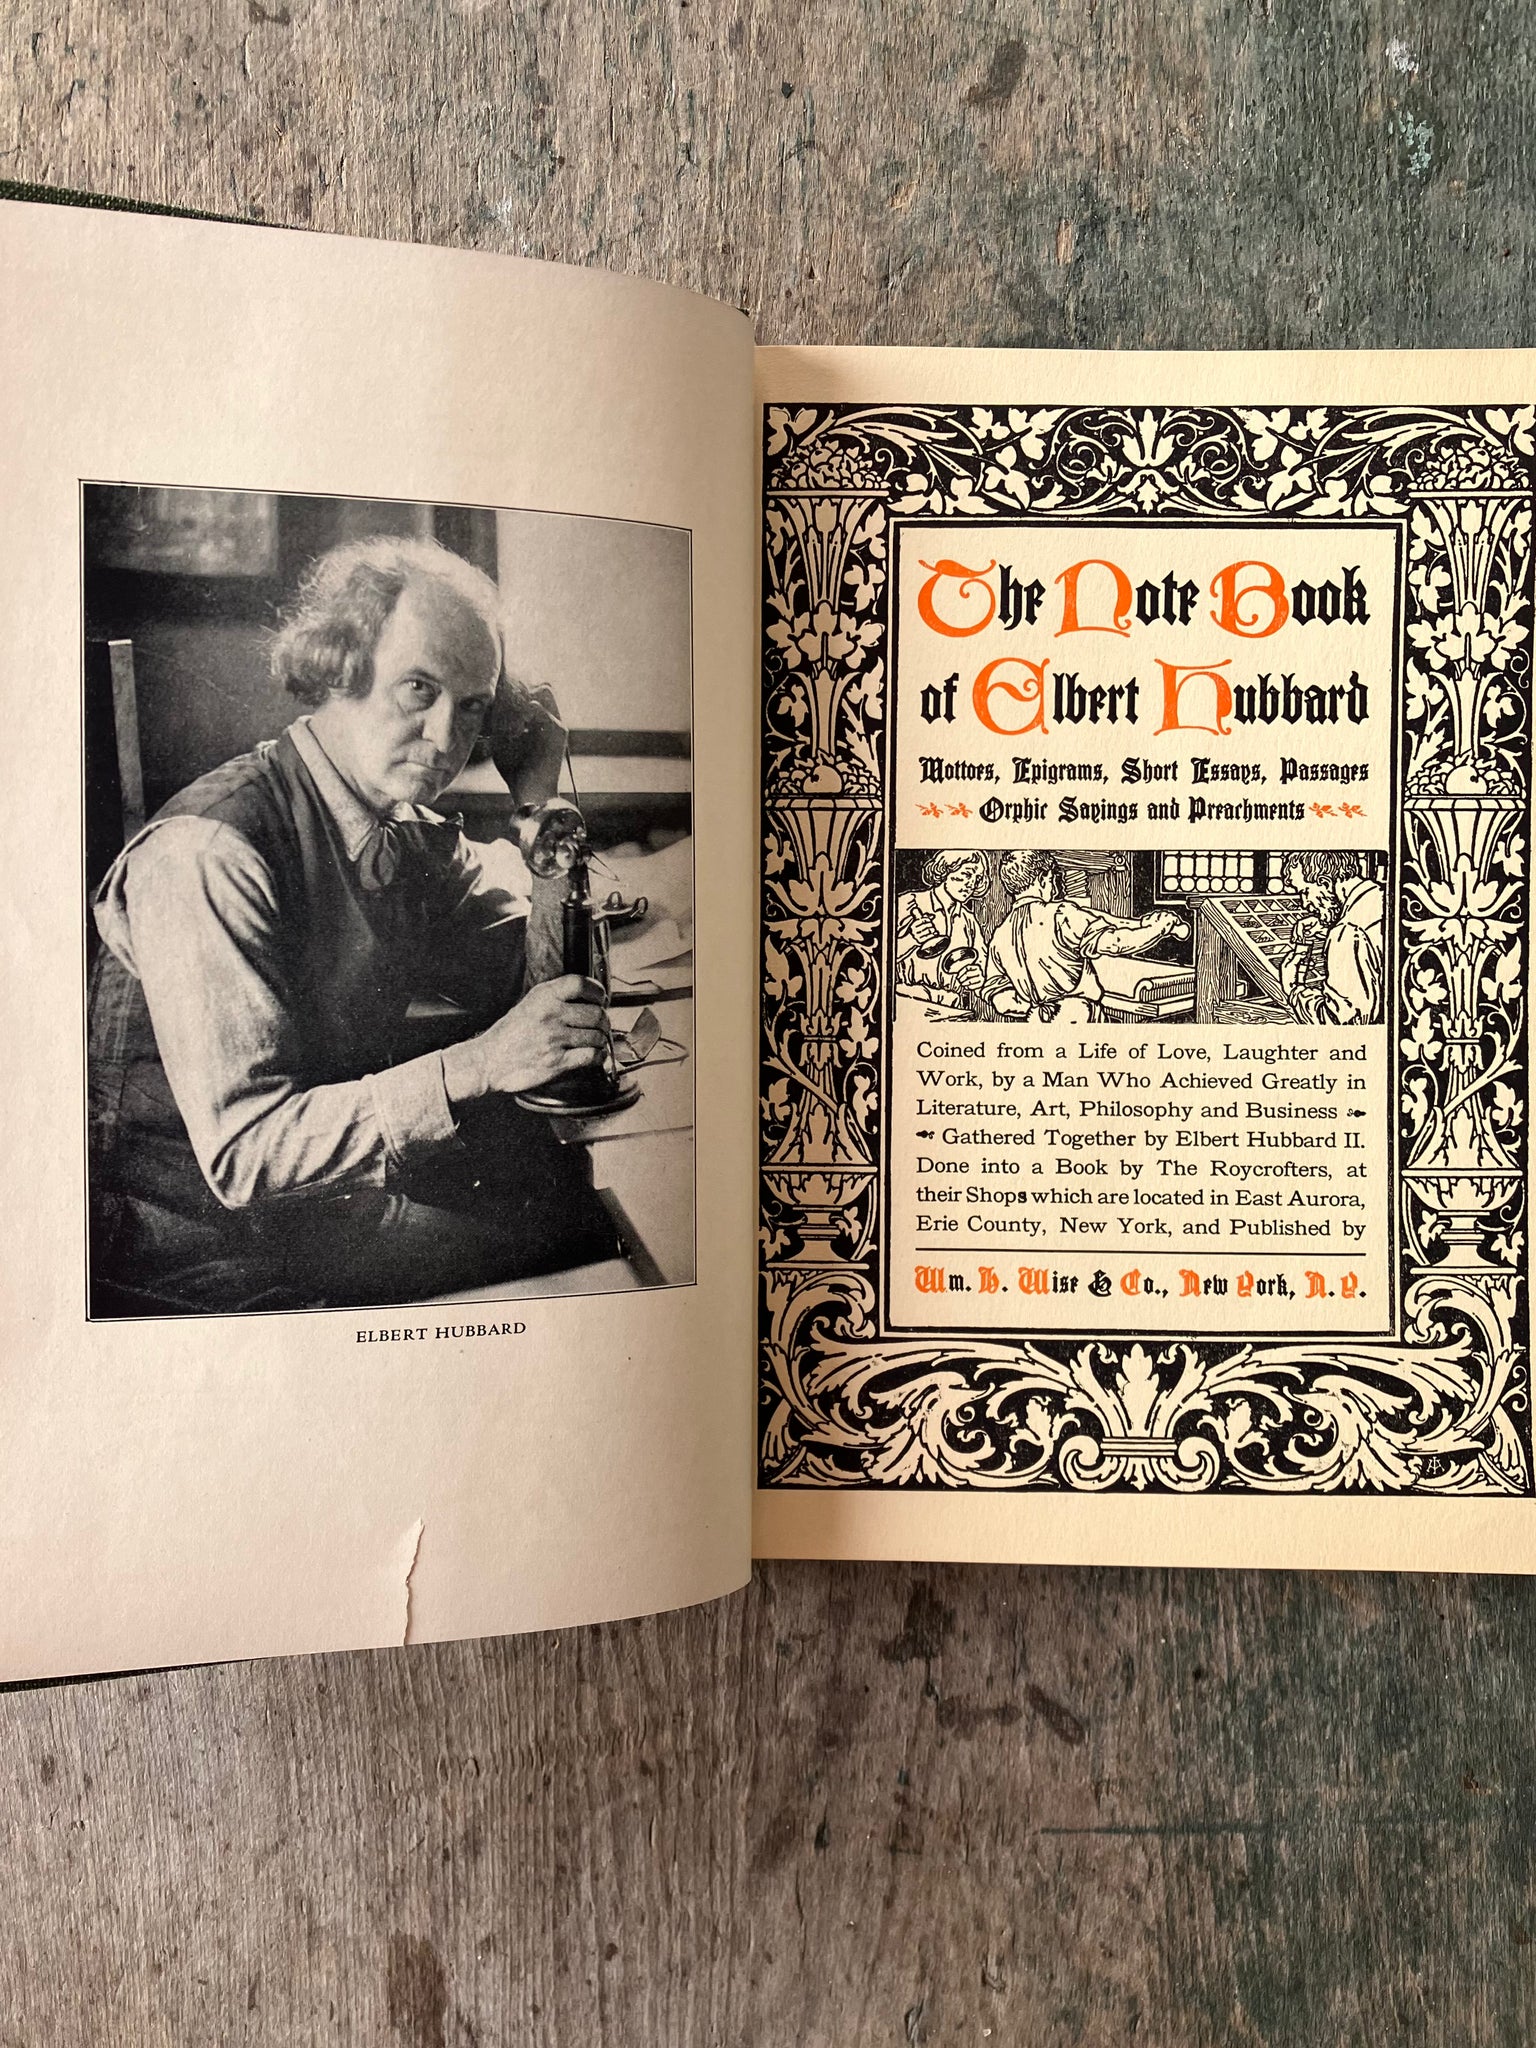 ELBERT HUBBARD
The Note Book
of Elbert Hubbard
Mottoes, Epigrams, Short Essays, Passages
Orphic Sayings and Preachments
Coined from a Life of Love, Laughter and
Work, by a Man Who Achieved Greatly in
Literature, Art, Philosophy and Business
Gathered Together by Elbert Hubbard II.
Done into a Book by The Roycrofters, at
their Shops which are located in East Aurora,
Erie County, New York, and Published by
Wm. H. Wise & Co., New York, N. Y.